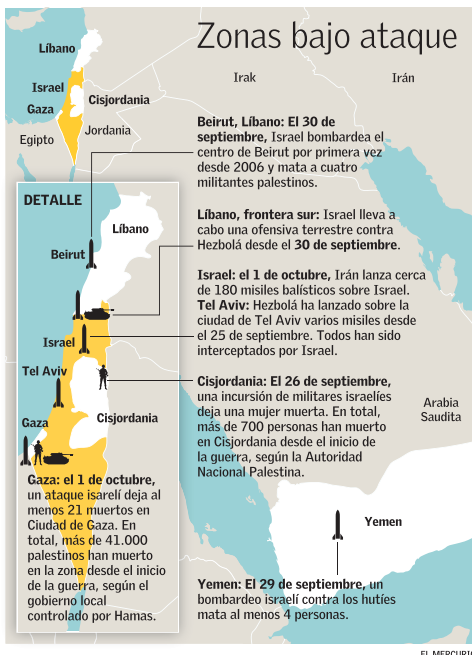 Zonas bajo ataque
Líbano
Israel
Gaza
Cisjordania
Jordania
Egipto
Irak
Irán
Arabia
Saudita
Beirut, Líbano: El 30 de
septiembre, Israel bombardea el
centro de Beirut por primera vez
desde 2006 y mata a cuatro
militantes palestinos.
Líbano, frontera sur: Israel lleva a
cabo una ofensiva terrestre contra
Hezbolá desde el 30 de septiembre.
Israel: el 1 de octubre, Irán lanza cerca
de 180 misiles balísticos sobre Israel.
Tel Aviv: Hezbolá ha lanzado sobre la
ciudad de Tel Aviv varios misiles desde
el 25 de septiembre. Todos han sido
interceptados por Israel.
Cisjordania: El 26 de septiembre,
una incursión de militares israelíes
deja una mujer muerta. En total,
más de 700 personas han muerto
en Cisjordania desde el inicio de
la guerra, según la Autoridad
Nacional Palestina.
DETALLE
Líbano
Beirut
Israel
Tel Aviv
Gaza
Cisjordania
Gaza: el 1 de octubre,
un ataque isarelí deja al
menos 21 muertos en
Ciudad de Gaza. En
total, más de 41.000
palestinos han muerto
en la zona desde el inicio
de la guerra, según el
gobierno local
controlado por Hamas.
Yemen
Yemen: El 29 de septiembre, un
bombardeo israelí contra los hutíes
mata al menos 4 personas.
EL MERCURIO